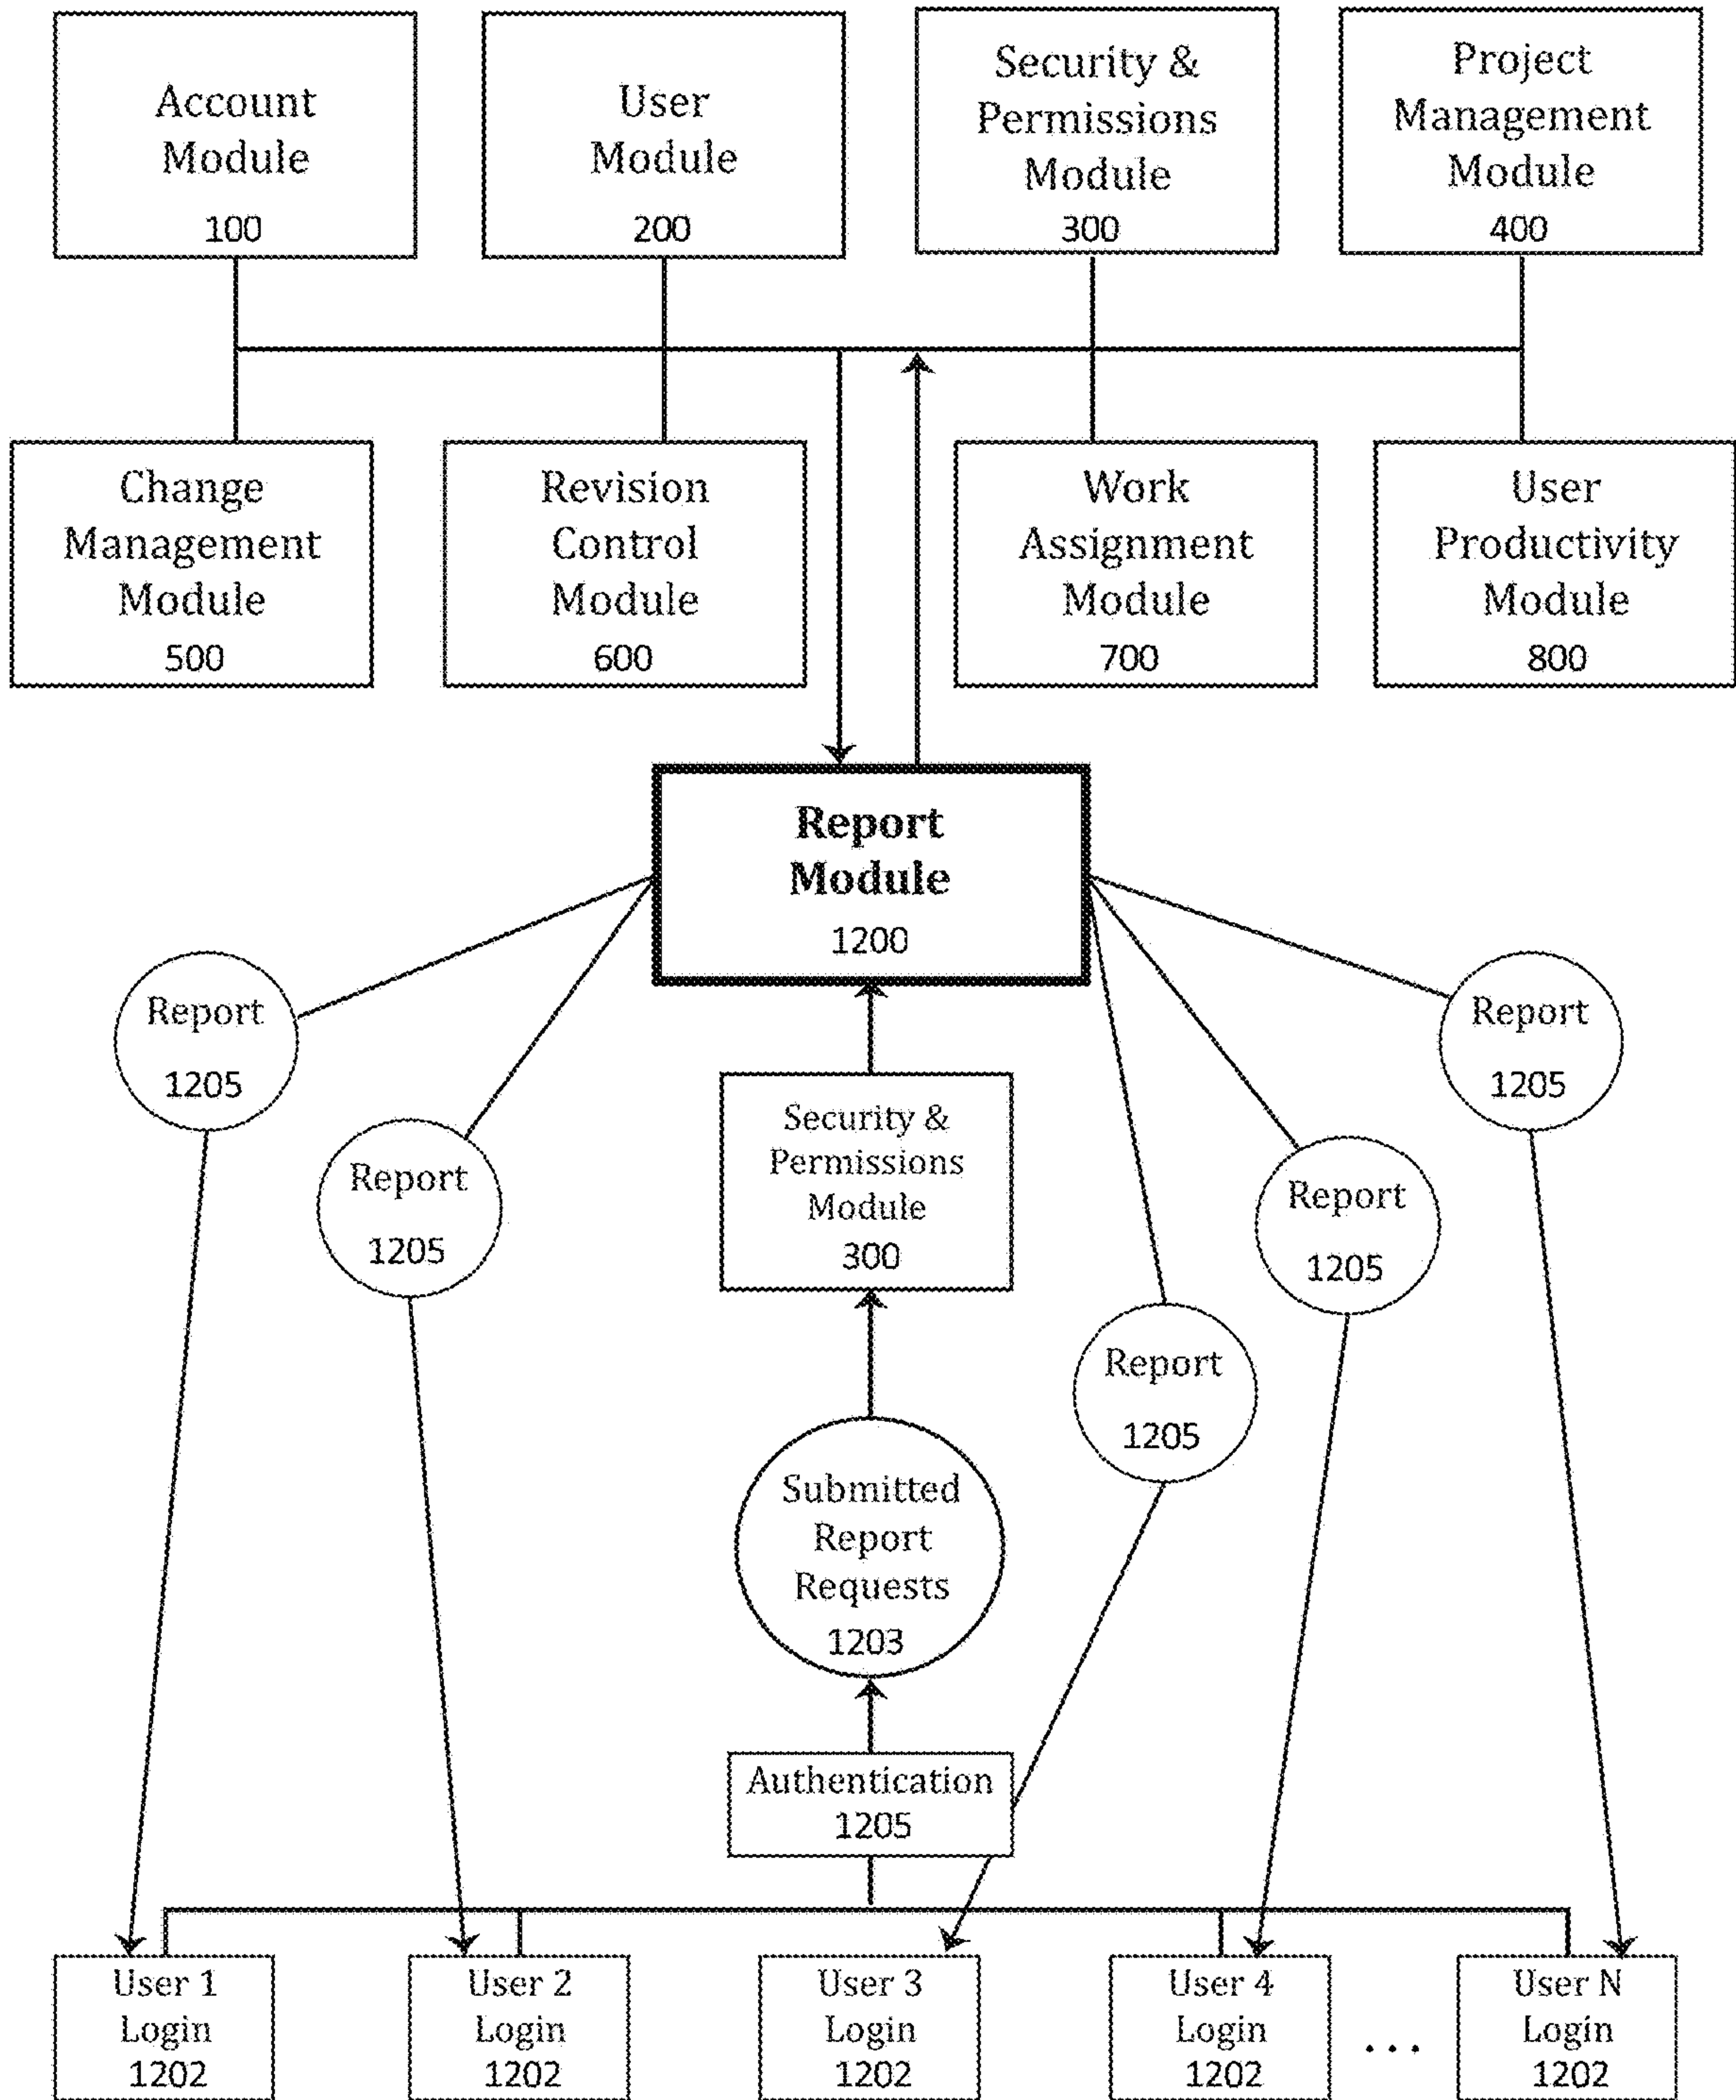 Account
Module
100
User
Module
200
Security &
Permissions
Module
300
Project
Management
Module
400
Change
Management
Module
500
Revision
Control
Module
600
Work
Assignment
Module
700
User
Productivity
Module
800
Report
Module
1200
Report
1205
Report
1205
Security &
Permissions
Module
300
Report
1205
Report
1205
Report
1205
Submitted
Report
Requests
1203
Authentication
1205
User 1
Login
1202
User 2
Login
1202
User 3
Login
1202
User 4
Login
1202
...
User N
Login
1202